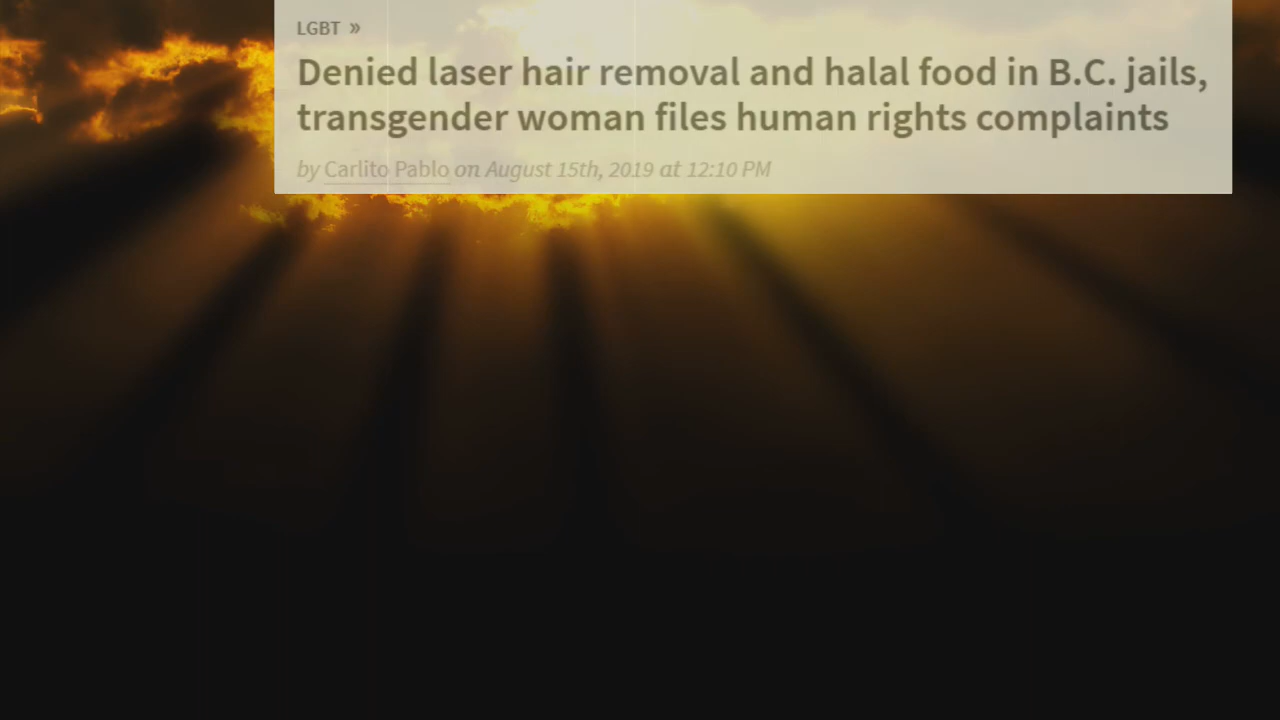 LGBT »
Denied laser hair removal and halal food in B.C. jails,
transgender woman files human rights complaints
by Carlito Pablo on August 15th, 2019 at 12:10 PM